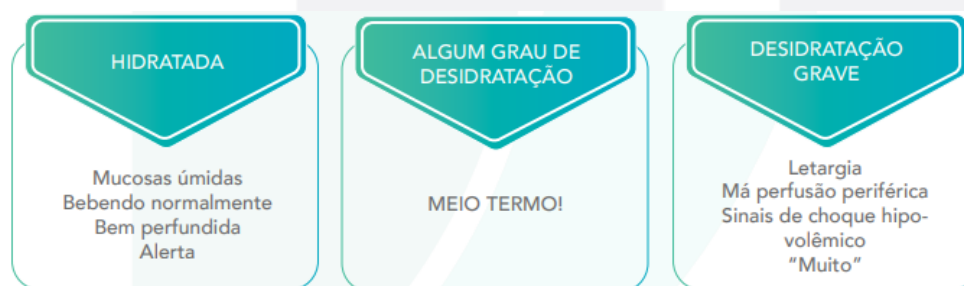 HIDRATADA
Mucosas úmidas
Bebendo normalmente
Bem perfundida
Alerta
ALGUM GRAU DE
DESIDRATAÇÃO
MEIO TERMO!
DESIDRATAÇÃO
GRAVE
Letargia
Má perfusão periférica
Sinais de choque hipo-
volêmico
“Muito”